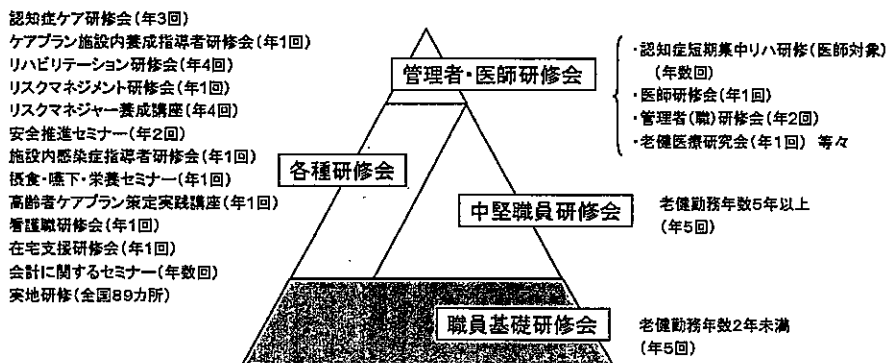 認知症ケア研修会(年3回)
ケアプラン施設内養成指導者研修会(年1回)
リハビリテーション研修会(年4回)
リスクマネジメント研修会(年1回)
リスクマネジャー養成講座(年4回)
安全推進セミナー(年2回)
施設内感染症指導者研修会(年1回)
摂食・嚥下・栄養セミナー(年1回)
高齢者ケアプラン策定実践講座(年1回)
看護職研修会(年1回)
在宅支援研修会(年1回)
会計に関するセミナー(年数回)
実地研修(全国89カ所)
管理者・医師研修会
・認知症短期集中リハ研修(医師対象)
(年数回)
・医師研修会(年1回)
・管理者(職)研修会(年2回)
・老健医療研究会(年1回) 等々
各種研修会
中堅職員研修会
老健勤務年数5年以上
(年5回)
職員基礎研修会
老健勤務年数2年未満
(年5回)